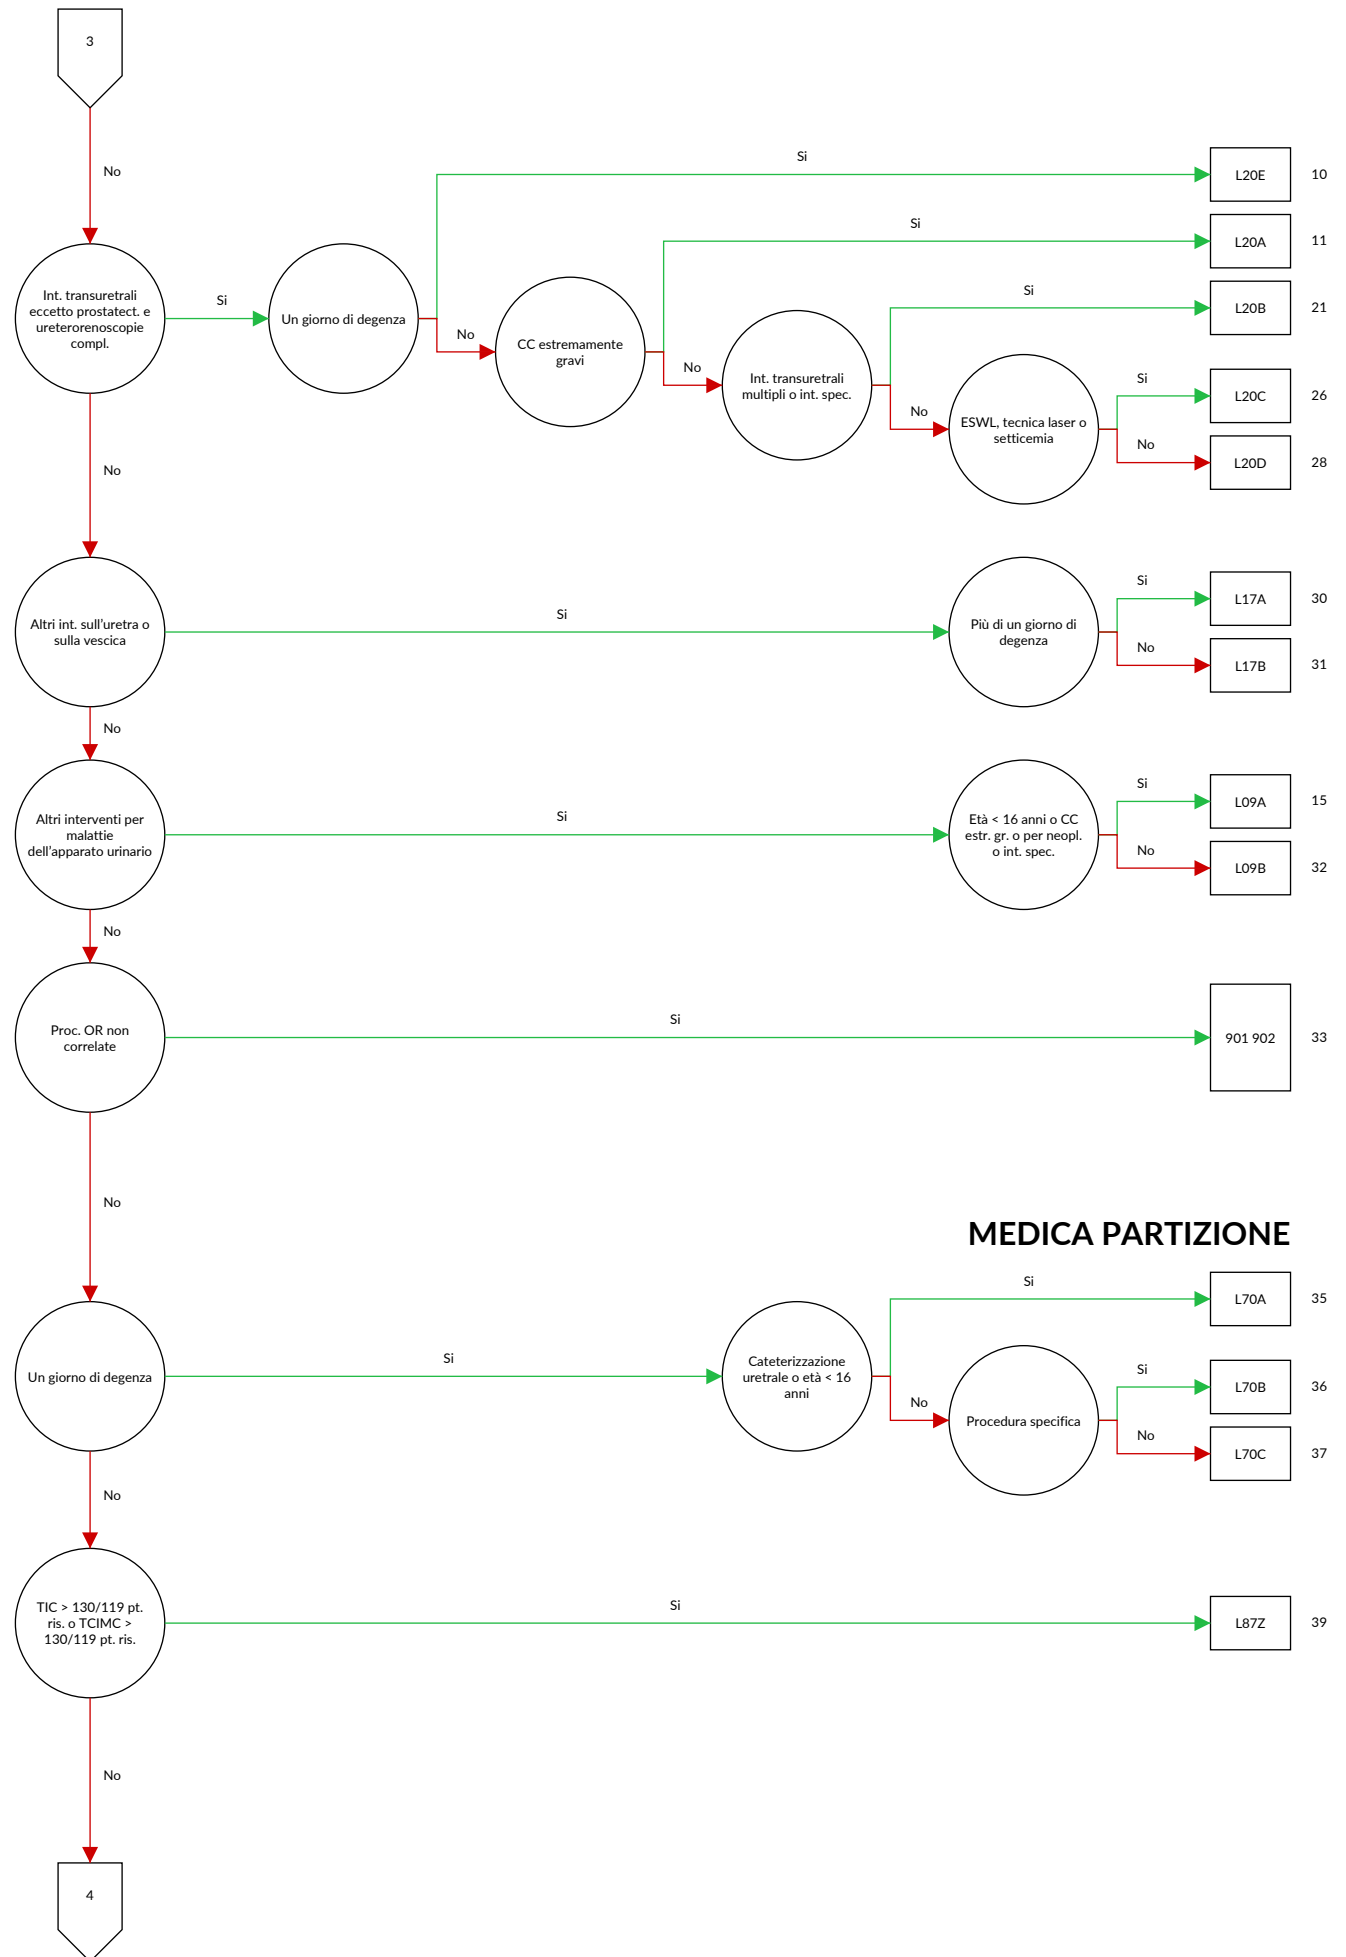 3
No
Si
L20E 10
Si
L20A 11
Int. transuretrali
eccetto prostatect. e
ureterorenoscopie
compl.
Si
Un giorno di degenza
No
CC estremamente
gravi
No
Int. transuretrali
multipli o int. spec.
Si
L20B 21
No
ESWL, tecnica laser o
setticemia
Si
L20C 26
No
L20D 28
No
Altri int. sull'uretra o
sulla vescica
Si
Più di un giorno di
degenza
Si
L17A 30
No
L17B 31
No
Altri interventi per
malattie
dell'apparato urinario
Si
Età < 16 anni o CC
estr. gr. o per neopl.
o int. spec.
Si
L09A 15
No
L09B 32
No
Proc. OR non
correlate
Si
901 902 33
No
MEDICA PARTIZIONE
Un giorno di degenza
Si
Cateterizzazione
uretrale o età < 16
anni
Si
L70A 35
No
Procedura specifica
Si
L70B 36
No
L70C 37
No
TIC > 130/119 pt.
ris. o TCIMC >
130/119 pt. ris.
Si
L87Z 39
No
4